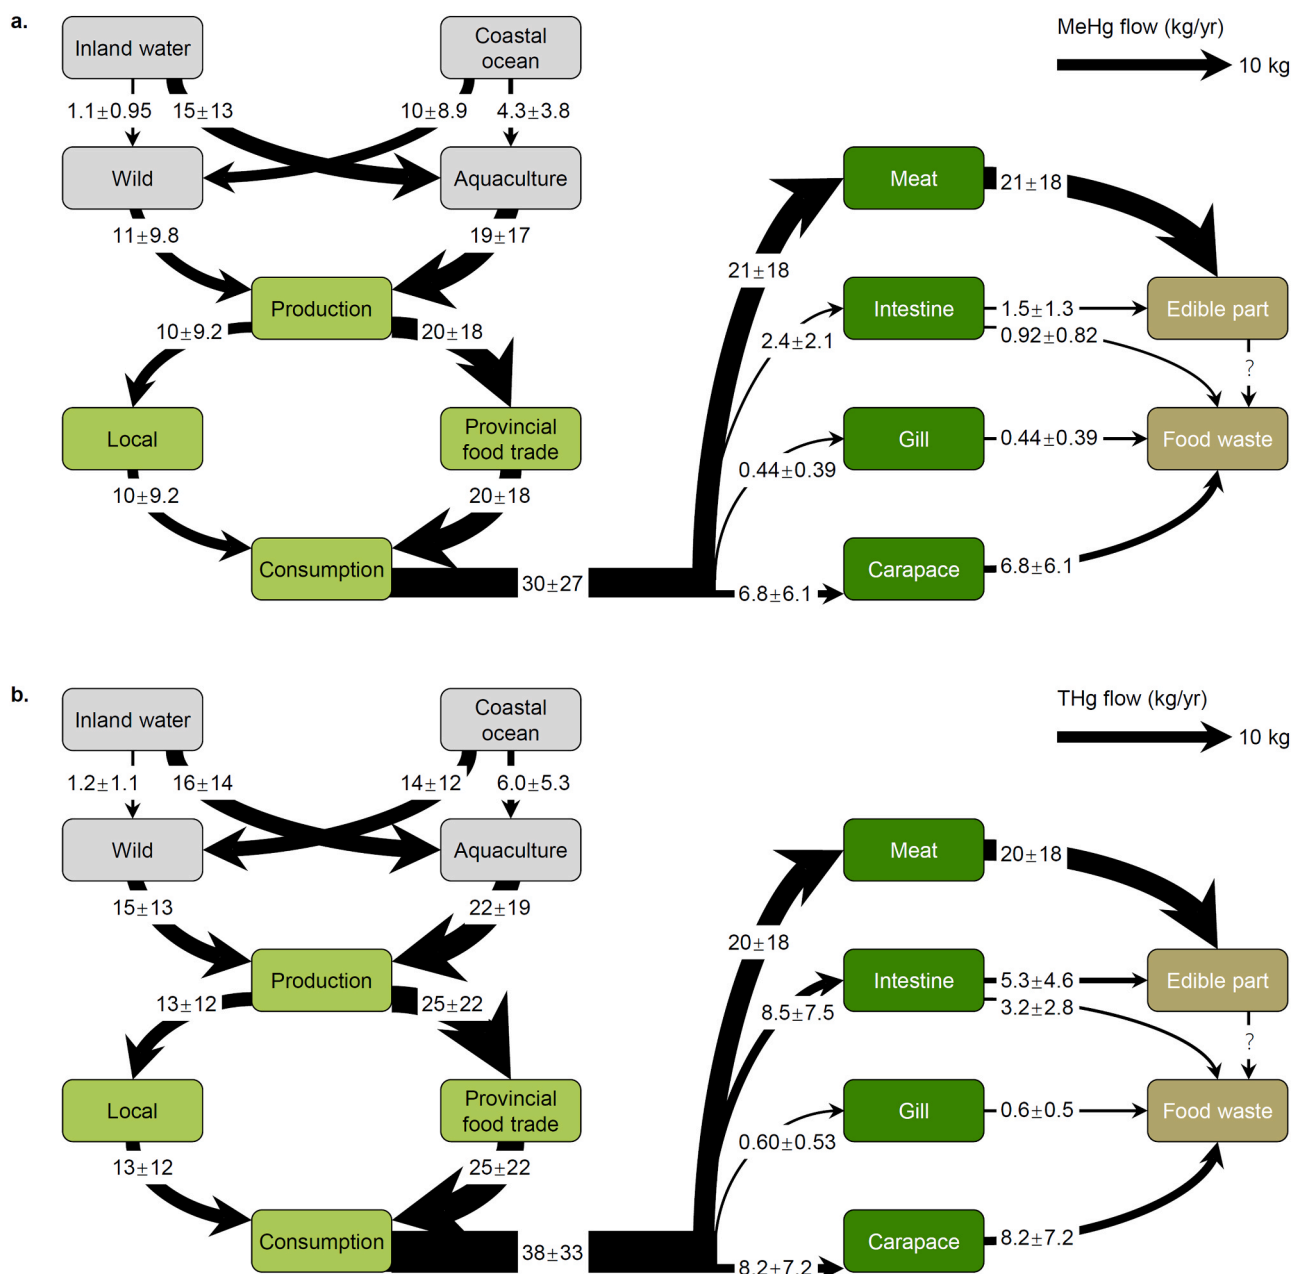 a.
Inland water
Coastal
ocean
MeHg flow (kg/yr)
10 kg
1.1±0.95
15±13
10±8.9
4.3±3.8
Wild
Aquaculture
Meat
21±18
11±9.8
19±17
21±18
Production
Intestine
1.5±1.3
Edible part
10±9.2
20±18
2.4±2.1
0.92±0.82
?
Local
Provincial
food trade
Gill
0.44±0.39
Food waste
0.44±0.39
10±9.2
20±18
Consumption
30±27
6.8±6.1
Carapace
6.8±6.1
b.
Inland water
Coastal
ocean
THg flow (kg/yr)
10 kg
1.2±1.1
16±14
14±12
6.0±5.3
Wild
Aquaculture
Meat
20±18
15±13
22±19
20±18
Production
Intestine
5.3±4.6
Edible part
13±12
25±22
8.5±7.5
3.2±2.8
?
Local
Provincial
food trade
Gill
0.6±0.5
Food waste
0.60±0.53
13±12
25±22
Consumption
38±33
8.2±7.2
Carapace
8.2±7.2